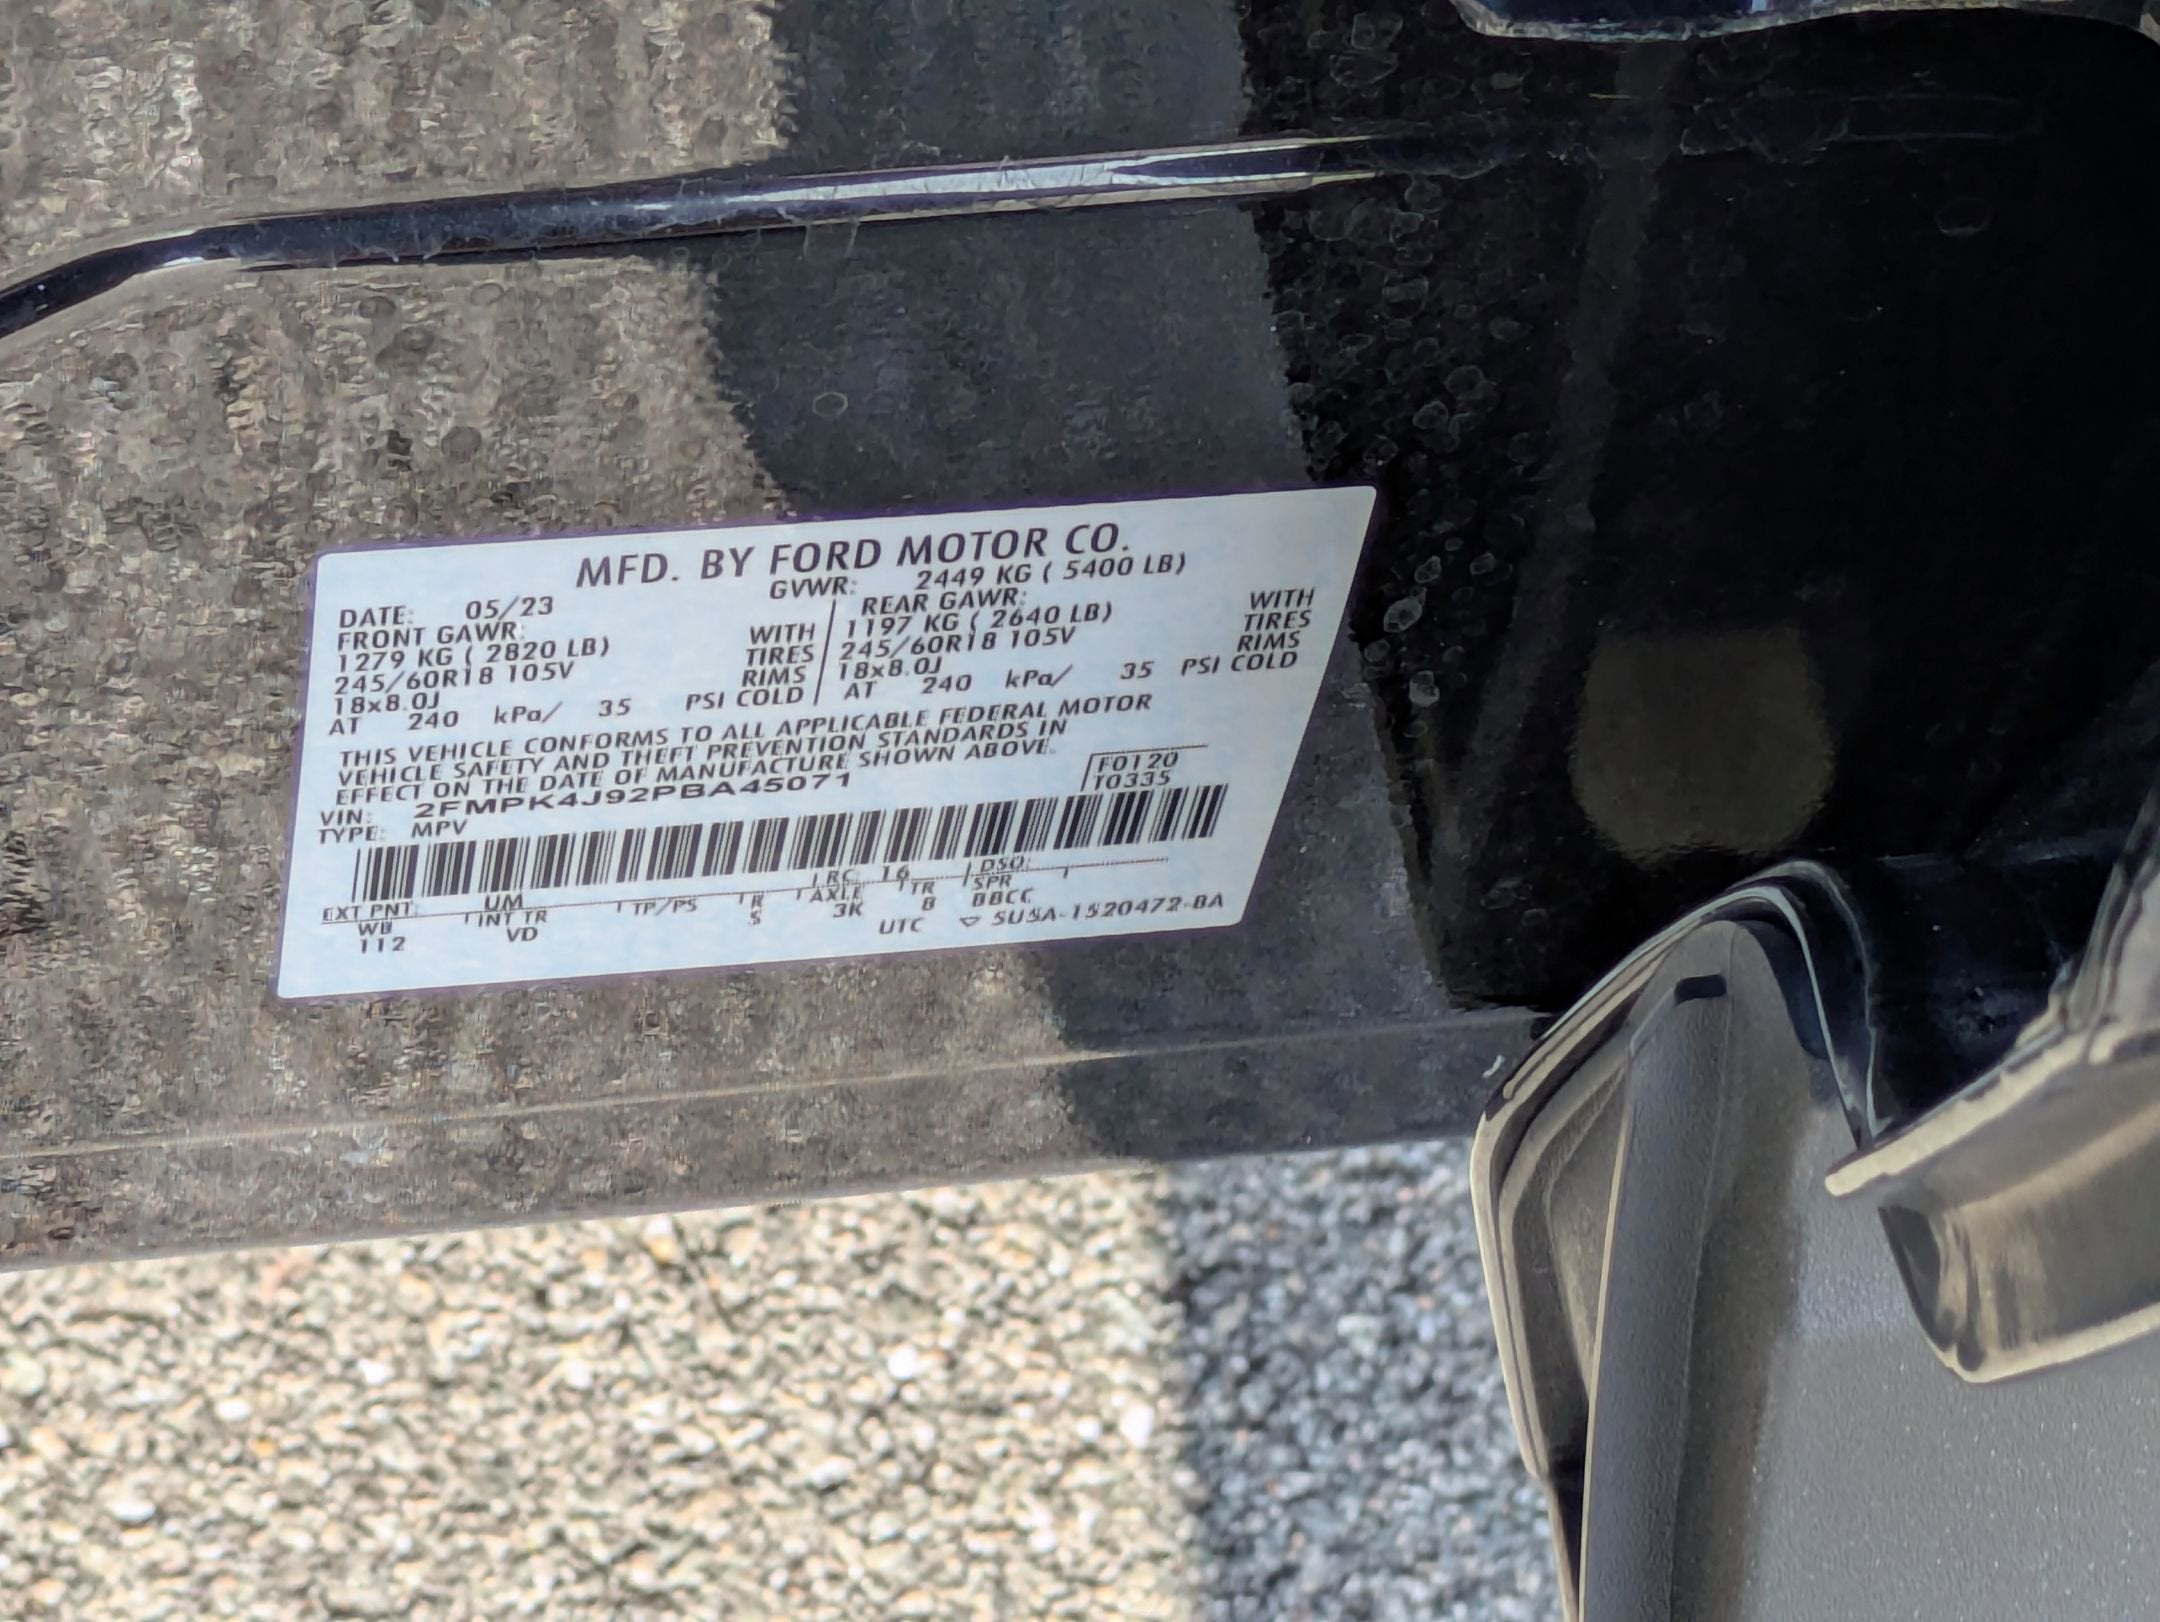 MFD. BY FORD MOTOR CO.
DATE: 05/23 GVWR: 2449 KG ( 5400 LB)
FRONT GAWR: REAR GAWR:
1279 KG ( 2820 LB) WITH 1197 KG ( 2640 LB) WITH
245/60R18 105V TIRES 245/60R18 105V TIRES
18x8.0J RIMS 18x8.0J RIMS
AT 240 kPa/ 35 PSI COLD AT 240 kPa/ 35 PSI COLD
THIS VEHICLE CONFORMS TO ALL APPLICABLE FEDERAL MOTOR
VEHICLE SAFETY AND THEFT PREVENTION STANDARDS IN
EFFECT ON THE DATE OF MANUFACTURE SHOWN ABOVE.
VIN: 2FMPK4J92PBA45071 F0120
TYPE: MPV T0335
EXT PNT: UM RC: 16 DSO:
WB INT TR TP/PS R AXLE TR SPR
112 VD S 3K B BBCC
UTC 5U5A-1520472-BA